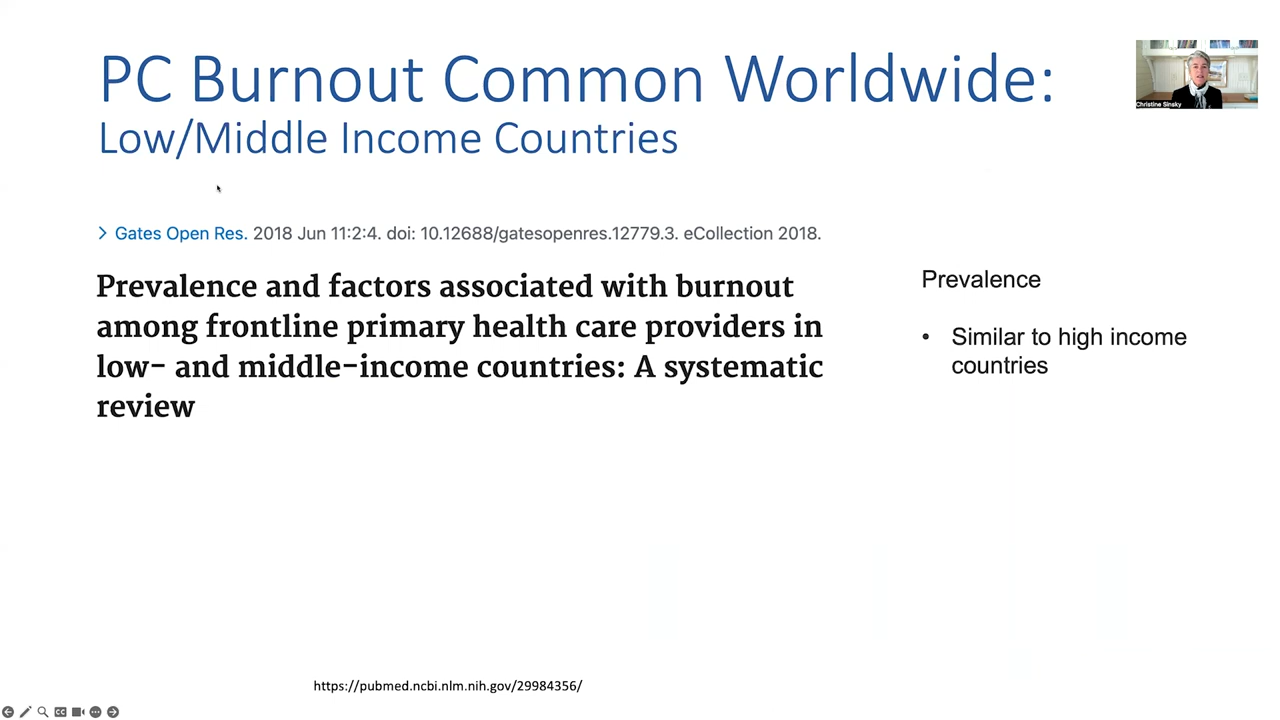 PC Burnout Common Worldwide:
Low/Middle Income Countries
Christine Sinsky
> Gates Open Res. 2018 Jun 11:2:4. doi: 10.12688/gatesopenres.12779.3. eCollection 2018.
Prevalence and factors associated with burnout
among frontline primary health care providers in
low- and middle-income countries: A systematic
review
Prevalence
• Similar to high income
countries
https://pubmed.ncbi.nlm.nih.gov/29984356/
CC